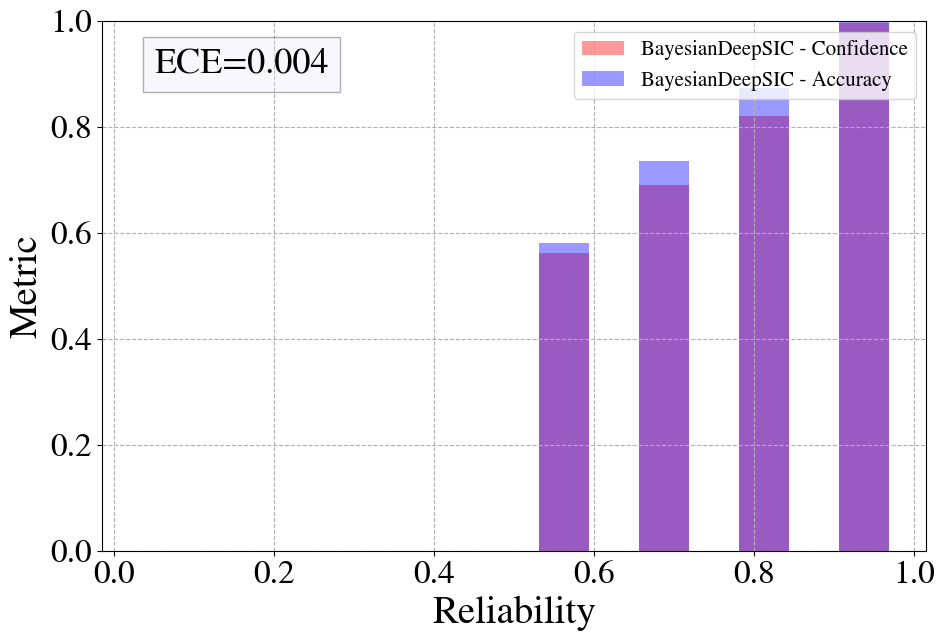 ECE=0.004
BayesianDeepSIC - Confidence
BayesianDeepSIC - Accuracy
Metric
1.0
0.8
0.6
0.4
0.2
0.0
0.0 0.2 0.4 0.6 0.8 1.0
Reliability